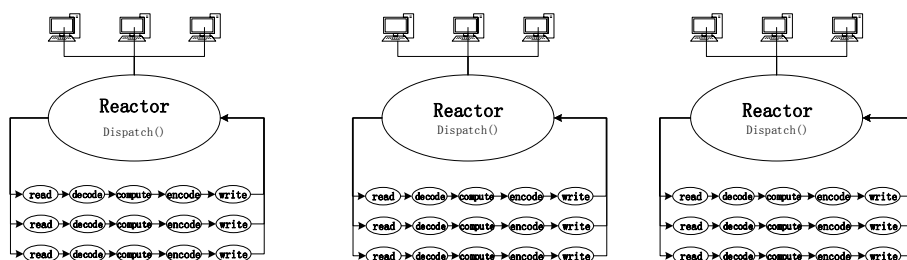 Reactor Reactor Reactor
Dispatch() Dispatch() Dispatch()
read decode compute encode write read decode compute encode write read decode compute encode write
read decode compute encode write read decode compute encode write read decode compute encode write
read decode compute encode write read decode compute encode write read decode compute encode write